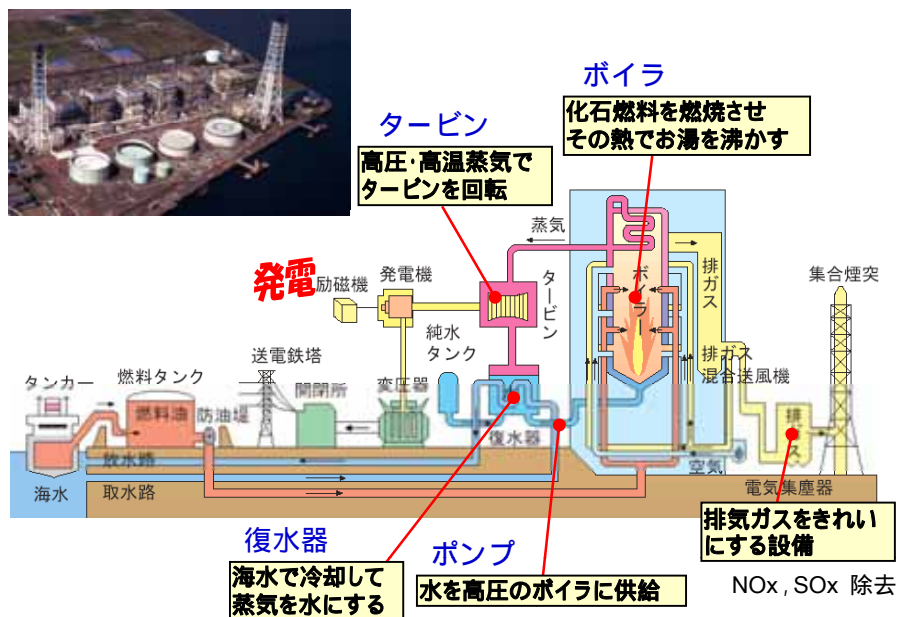 ボイラ
化石燃料を燃焼させ
その熱でお湯を沸かす
タービン
高圧・高温蒸気で
タービンを回転
蒸気
発電
励磁機
発電機
タービン
ボイラー
排ガス
集合煙突
純水
タンク
排ガス
混合送風機
送電鉄塔
タンカー
燃料タンク
開閉所
変圧器
燃料油
防油堤
復水器
排ガス
放水路
空気
海水
取水路
電気集塵器
復水器
海水で冷却して
蒸気を水にする
ポンプ
水を高圧のボイラに供給
排気ガスをきれい
にする設備
NOx , SOx 除去